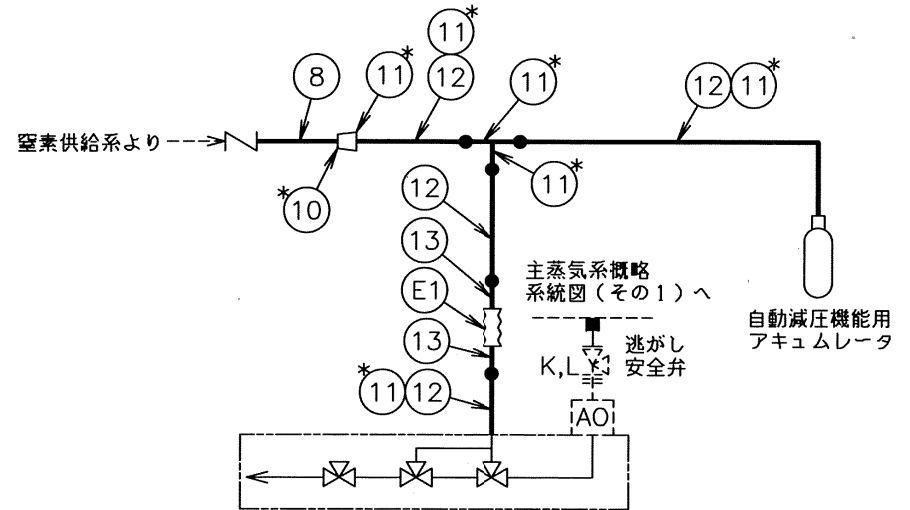 11*
8
11*
12
11*
12 11*
窒素供給系より
*10
11*
12
13
E1
主蒸気系概略
系統図(その1)へ
自動減圧機能用
アキュムレータ
13
逃がし
安全弁
K,L
*11 12
AO